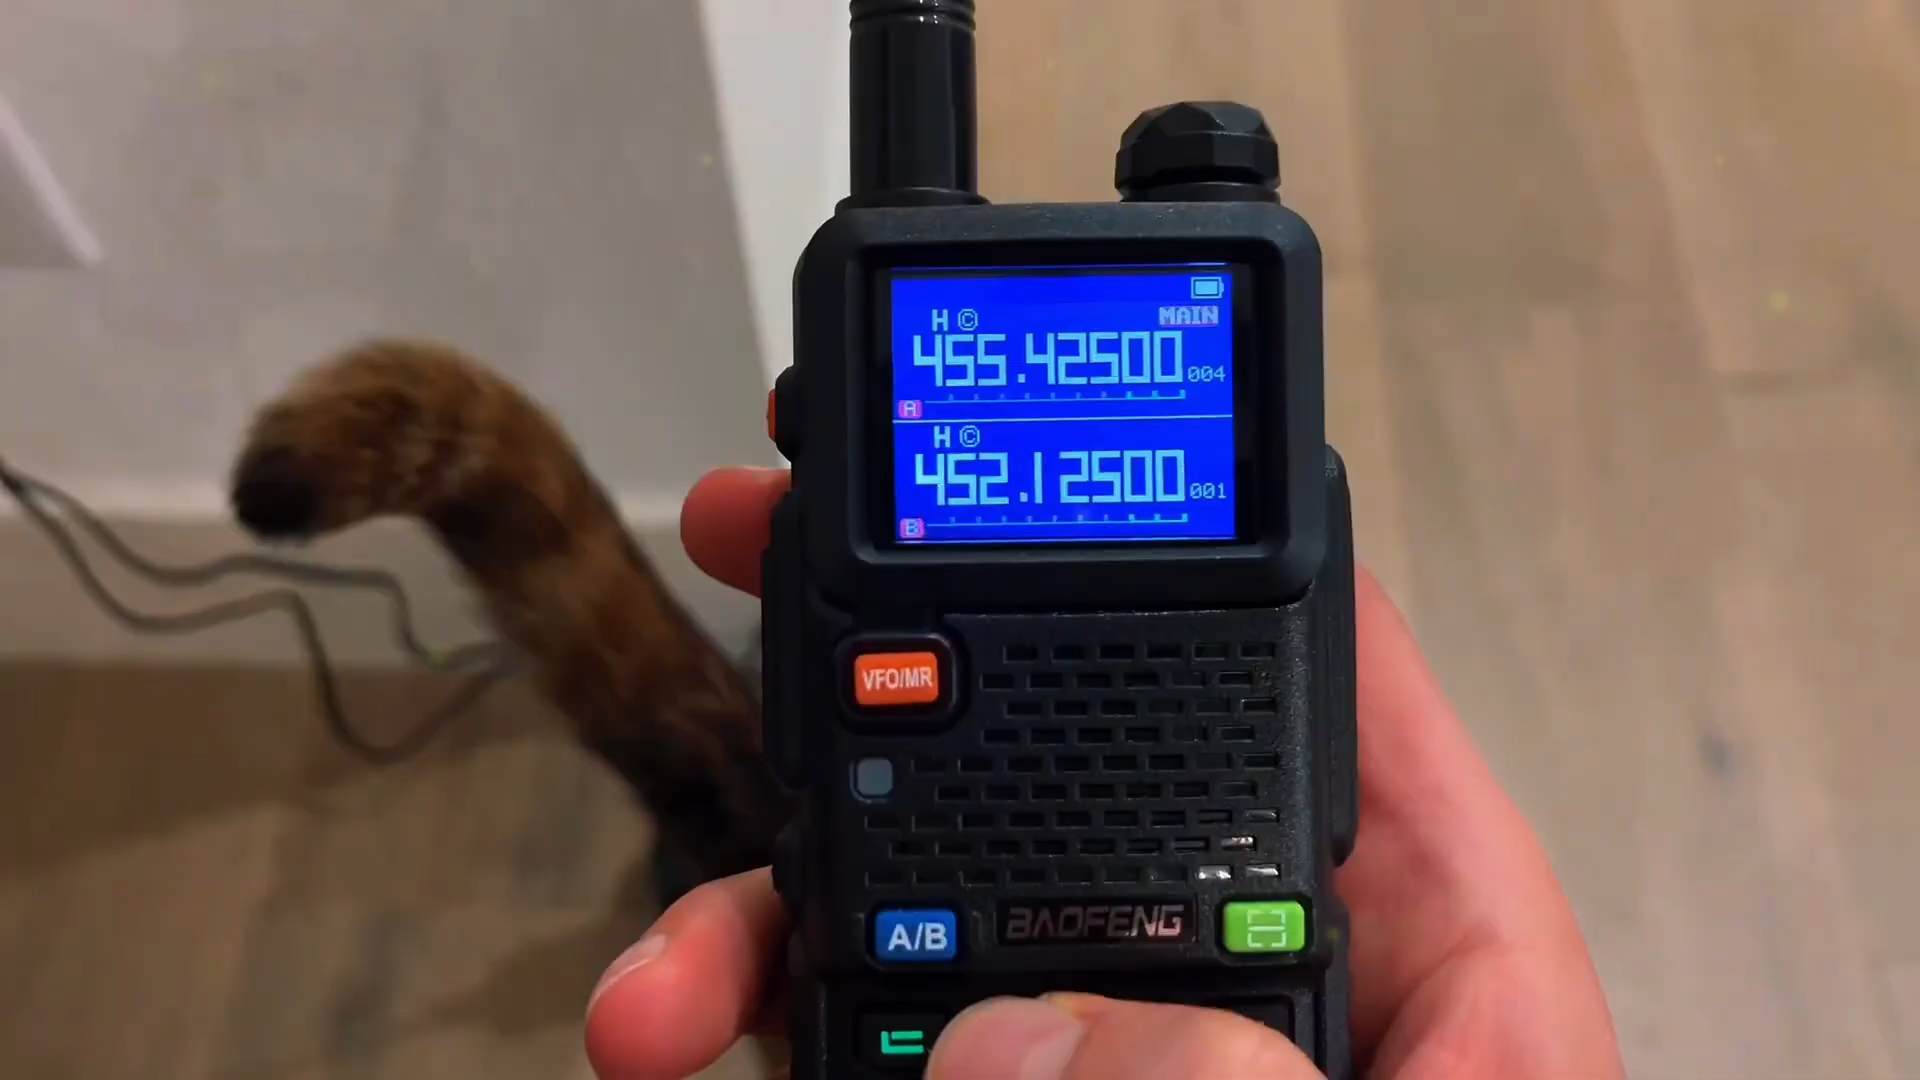 H ©
MAIN
455.42500 004
A
H ©
452.12500 001
B
VFO/MR
A/B
BAOFENG